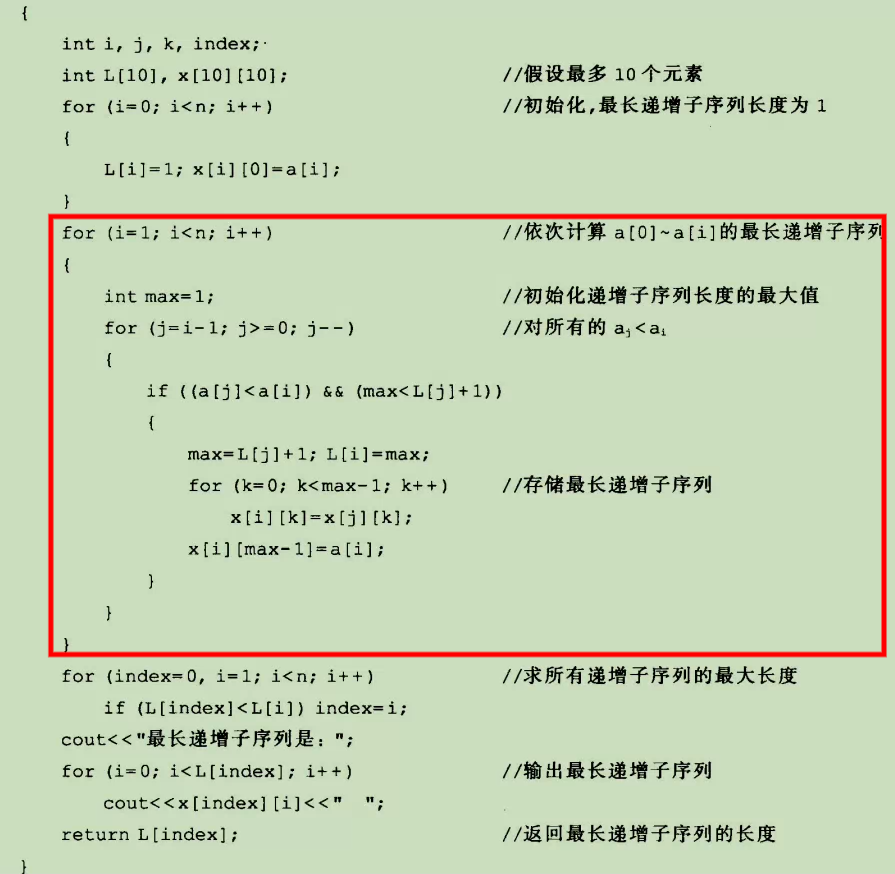 {
int i, j, k, index;
int L[10], x[10][10]; //假设最多 10 个元素
for (i=0; i<n; i++) //初始化,最长递增子序列长度为 1
{
L[i]=1; x[i][0]=a[i];
}
for (i=1; i<n; i++) //依次计算 a[0]~a[i]的最长递增子序列
{
int max=1; //初始化递增子序列长度的最大值
for (j=i-1; j>=0; j--) //对所有的 aⱼ<aᵢ
{
if ((a[j]<a[i]) && (max<L[j]+1))
{
max=L[j]+1; L[i]=max;
for (k=0; k<max-1; k++) //存储最长递增子序列
x[i][k]=x[j][k];
x[i][max-1]=a[i];
}
}
}
for (index=0, i=1; i<n; i++) //求所有递增子序列的最大长度
if (L[index]<L[i]) index=i;
cout<<"最长递增子序列是: ";
for (i=0; i<L[index]; i++) //输出最长递增子序列
cout<<x[index][i]<<"  ";
return L[index]; //返回最长递增子序列的长度
}